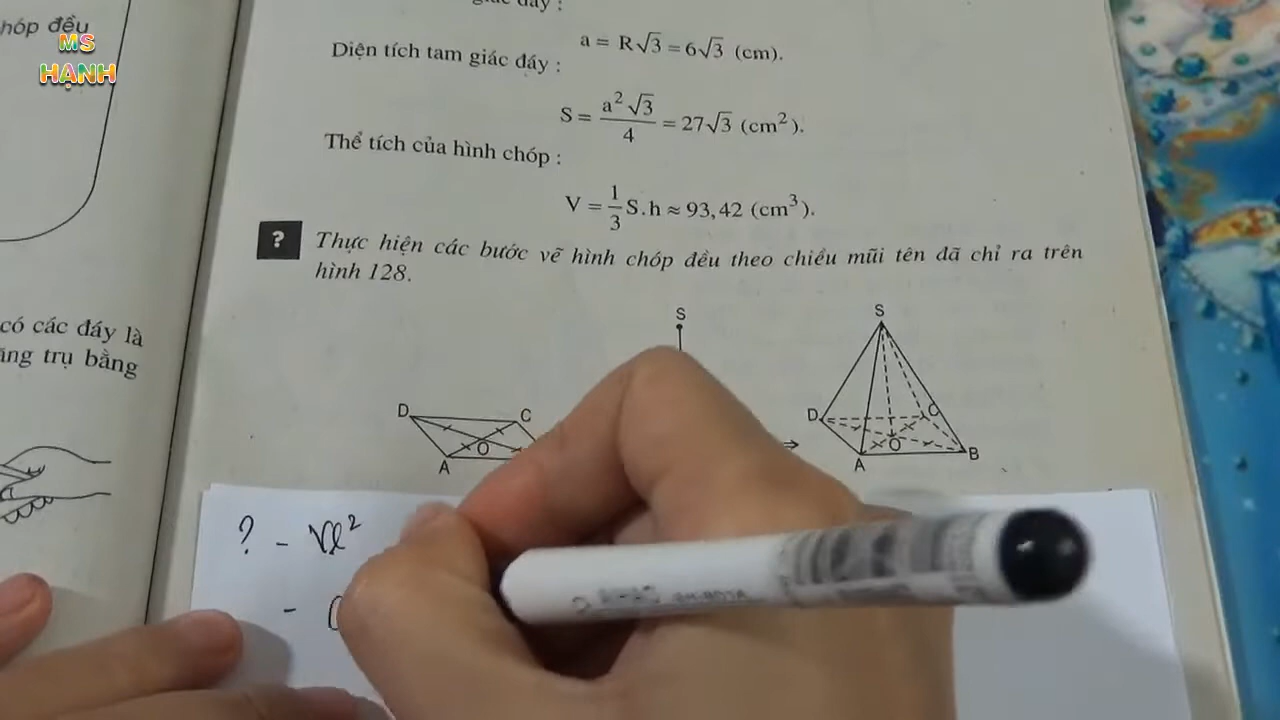 hóp đều
MS
HẠNH
có các đáy là
ăng trụ bằng
đáy :
a = R√3 = 6√3 (cm).
Diện tích tam giác đáy :
S = a²√3/4 = 27√3 (cm²).
Thể tích của hình chóp :
V = 1/3 S.h ≈ 93,42 (cm³).
? Thực hiện các bước vẽ hình chóp đều theo chiều mũi tên đã chỉ ra trên
hình 128.
S
S
D C
D C
O
O
A
A B
? -
-